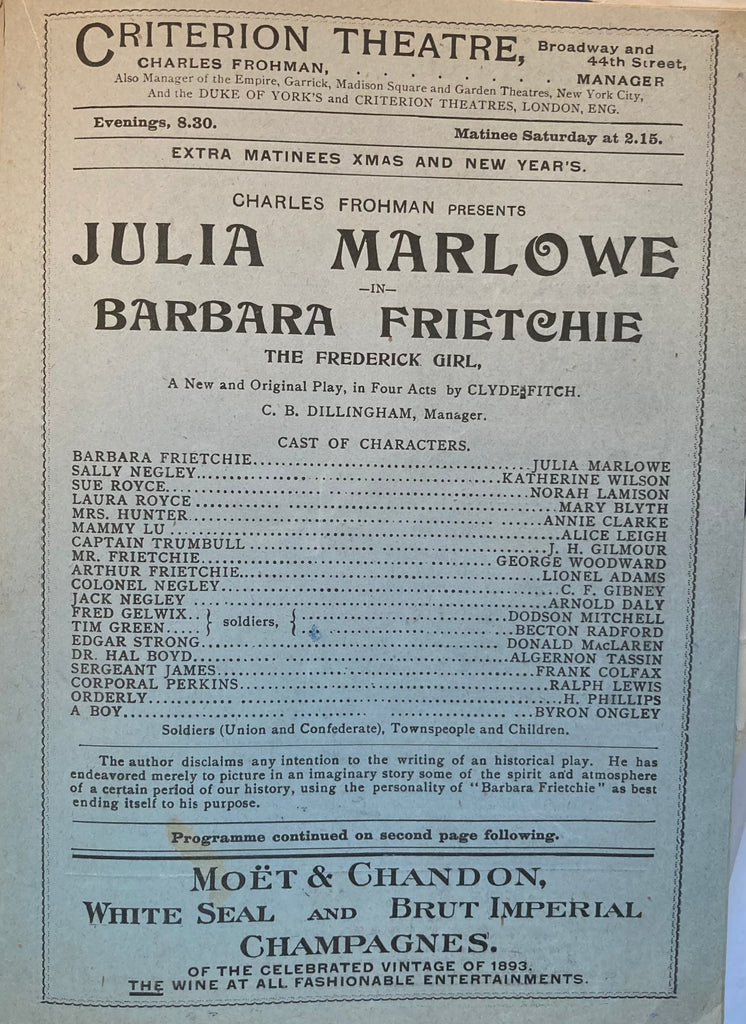 CRITERION THEATRE, Broadway and 44th Street,
CHARLES FROHMAN, . . . . . . . . MANAGER
Also Manager of the Empire, Garrick, Madison Square and Garden Theatres, New York City,
And the DUKE OF YORK'S and CRITERION THEATRES, LONDON, ENG.
Evenings, 8.30. Matinee Saturday at 2.15.
EXTRA MATINEES XMAS AND NEW YEAR'S.
CHARLES FROHMAN PRESENTS
JULIA MARLOWE
—IN—
BARBARA FRIETCHIE
THE FREDERICK GIRL,
A New and Original Play, in Four Acts by CLYDE FITCH.
C. B. DILLINGHAM, Manager.
CAST OF CHARACTERS.
BARBARA FRIETCHIE........JULIA MARLOWE
SALLY NEGLEY........KATHERINE WILSON
SUE ROYCE........NORAH LAMISON
LAURA ROYCE........MARY BLYTH
MRS. HUNTER........ANNIE CLARKE
MAMMY LU........ALICE LEIGH
CAPTAIN TRUMBULL........J. H. GILMOUR
MR. FRIETCHIE........GEORGE WOODWARD
ARTHUR FRIETCHIE........LIONEL ADAMS
COLONEL NEGLEY........C. F. GIBNEY
JACK NEGLEY........ARNOLD DALY
FRED GELWIX.. } soldiers, { ........DODSON MITCHELL
TIM GREEN..... } soldiers, { ........BECTON RADFORD
EDGAR STRONG........DONALD MACLAREN
DR. HAL BOYD........ALGERNON TASSIN
SERGEANT JAMES........FRANK COLFAX
CORPORAL PERKINS........RALPH LEWIS
ORDERLY........H. PHILLIPS
A BOY........BYRON ONGLEY
Soldiers (Union and Confederate), Townspeople and Children.
The author disclaims any intention to the writing of an historical play. He has
endeavored merely to picture in an imaginary story some of the spirit and atmosphere
of a certain period of our history, using the personality of "Barbara Frietchie" as best
ending itself to his purpose.
Programme continued on second page following.
MOËT & CHANDON,
WHITE SEAL AND BRUT IMPERIAL
CHAMPAGNES.
OF THE CELEBRATED VINTAGE OF 1893.
THE WINE AT ALL FASHIONABLE ENTERTAINMENTS.